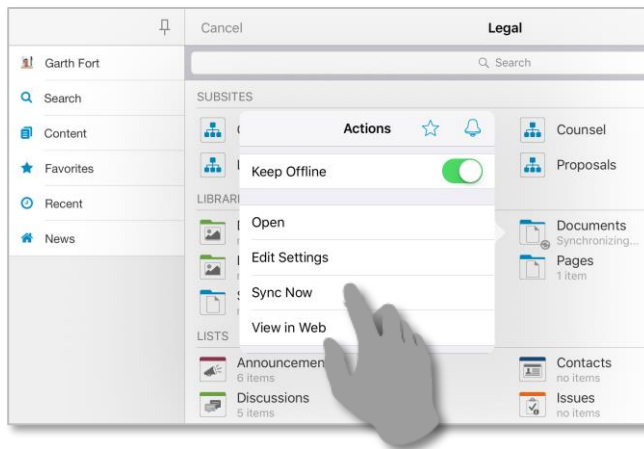 Cancel
Legal
Garth Fort
Search
Content
Favorites
Recent
News
Search
SUBSITES
Counsel
Proposals
Actions
Keep Offline
Open
Edit Settings
Sync Now
View in Web
Documents
Synchronizing...
Pages
1 item
LISTS
6 items
Discussions
5 items
Contacts
no items
Issues
no items